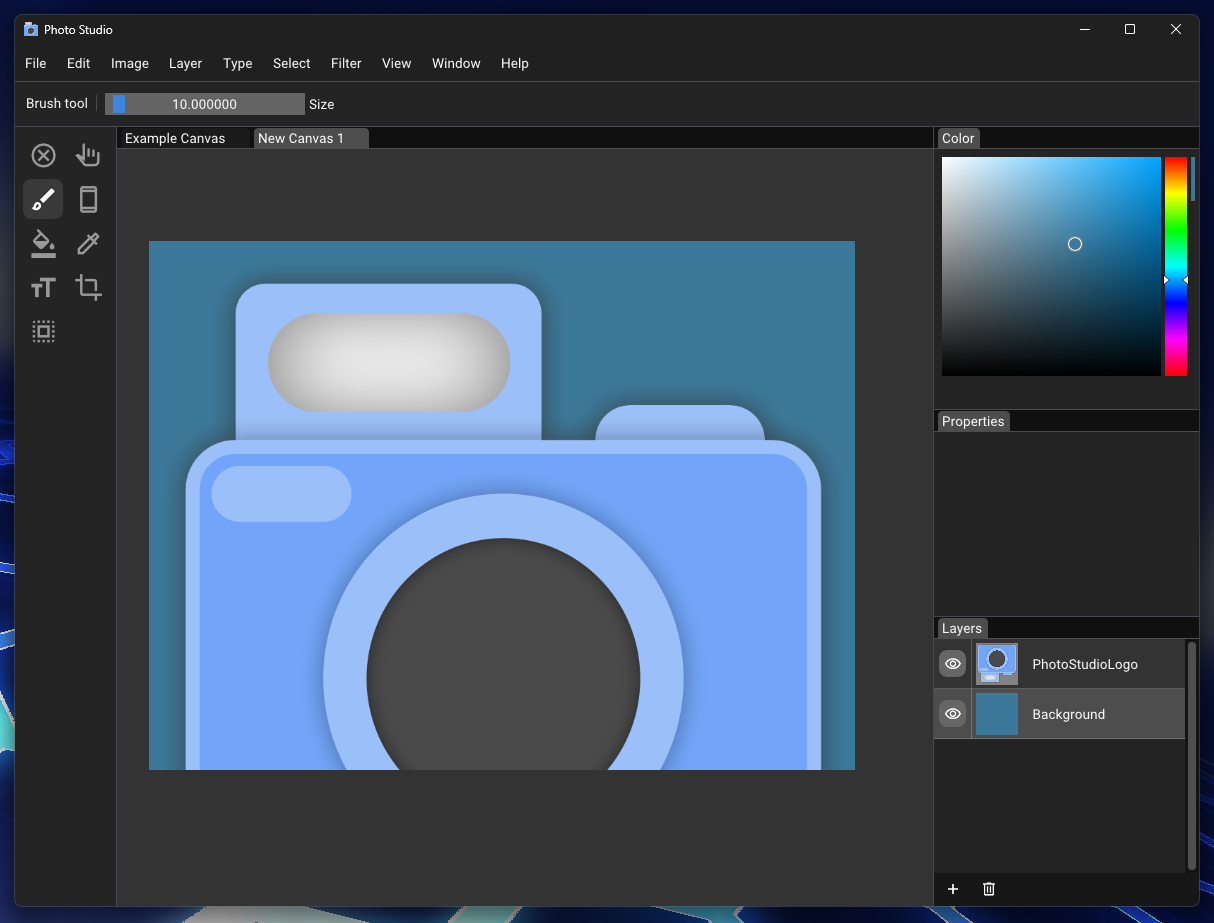 Photo Studio
File Edit Image Layer Type Select Filter View Window Help
Brush tool 10.000000 Size
Example Canvas New Canvas 1 Color
Properties
Layers
PhotoStudioLogo
Background